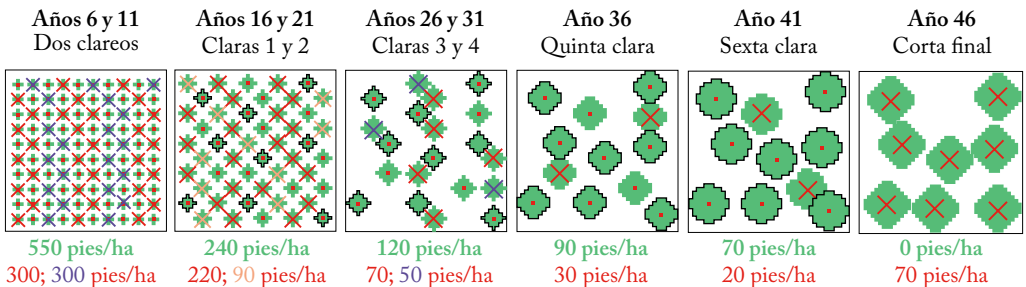 Años 6 y 11
Dos clareos
550 pies/ha
300; 300 pies/ha
Años 16 y 21
Claras 1 y 2
240 pies/ha
220; 90 pies/ha
Años 26 y 31
Claras 3 y 4
120 pies/ha
70; 50 pies/ha
Año 36
Quinta clara
90 pies/ha
30 pies/ha
Año 41
Sexta clara
70 pies/ha
20 pies/ha
Año 46
Corta final
0 pies/ha
70 pies/ha